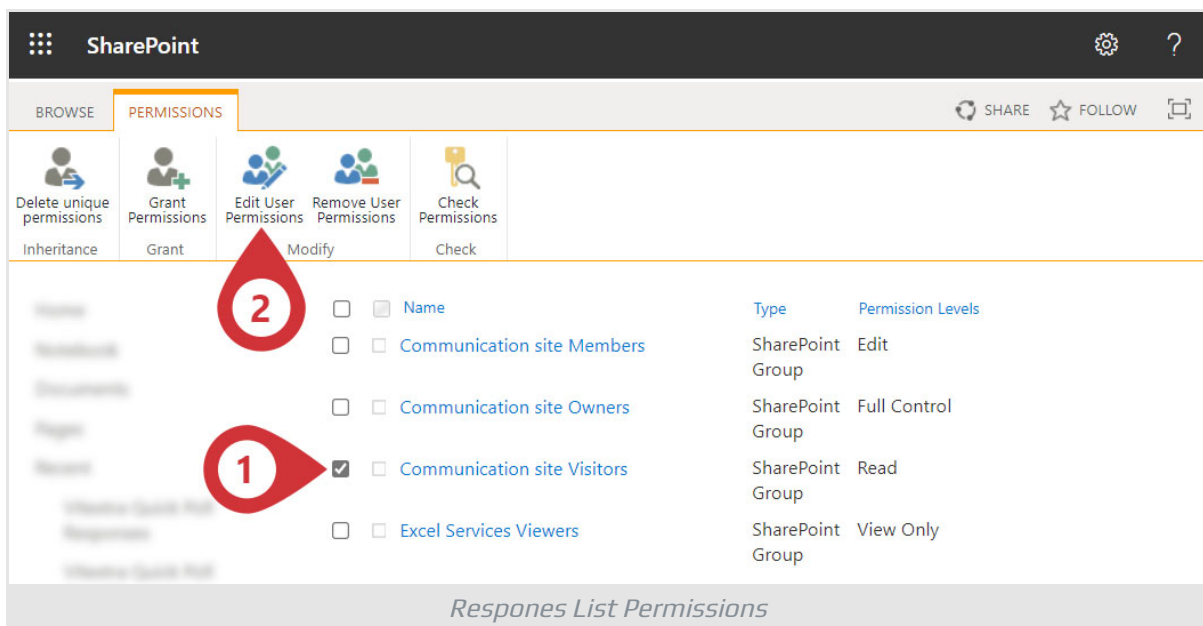 SharePoint
?
BROWSE PERMISSIONS SHARE FOLLOW
Delete unique permissions
Grant Permissions
Edit User Permissions
Remove User Permissions
Check Permissions
Inheritance Grant Modify Check
2
Name Type Permission Levels
Communication site Members SharePoint Group Edit
Communication site Owners SharePoint Group Full Control
1
Communication site Visitors SharePoint Group Read
Excel Services Viewers SharePoint Group View Only
Respones List Permissions